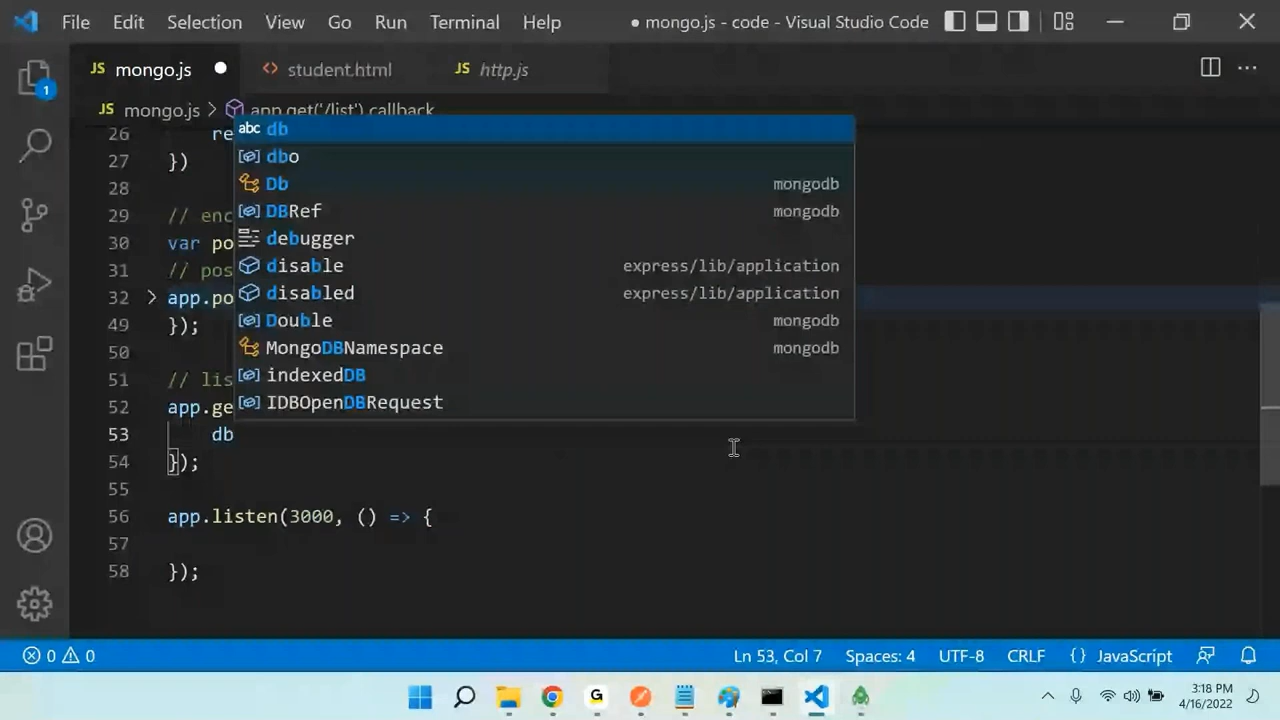 File Edit Selection View Go Run Terminal Help ● mongo.js - code - Visual Studio Code
JS mongo.js ● <> student.html JS http.js
JS mongo.js > app.get('/list') callback
26 re
27 })
28
29 // enc
30 var po
31 // pos
32 app.po
49 });
50
51 // lis
52 app.ge
53 db
54 });
55
56 app.listen(3000, () => {
57
58 });
abc db
dbo
Db mongodb
DBRef mongodb
debugger
disable express/lib/application
disabled express/lib/application
Double mongodb
MongoDBNamespace mongodb
indexedDB
IDBOpenDBRequest
1
0 0 Ln 53, Col 7 Spaces: 4 UTF-8 CRLF {} JavaScript
G
3:18 PM
4/16/2022